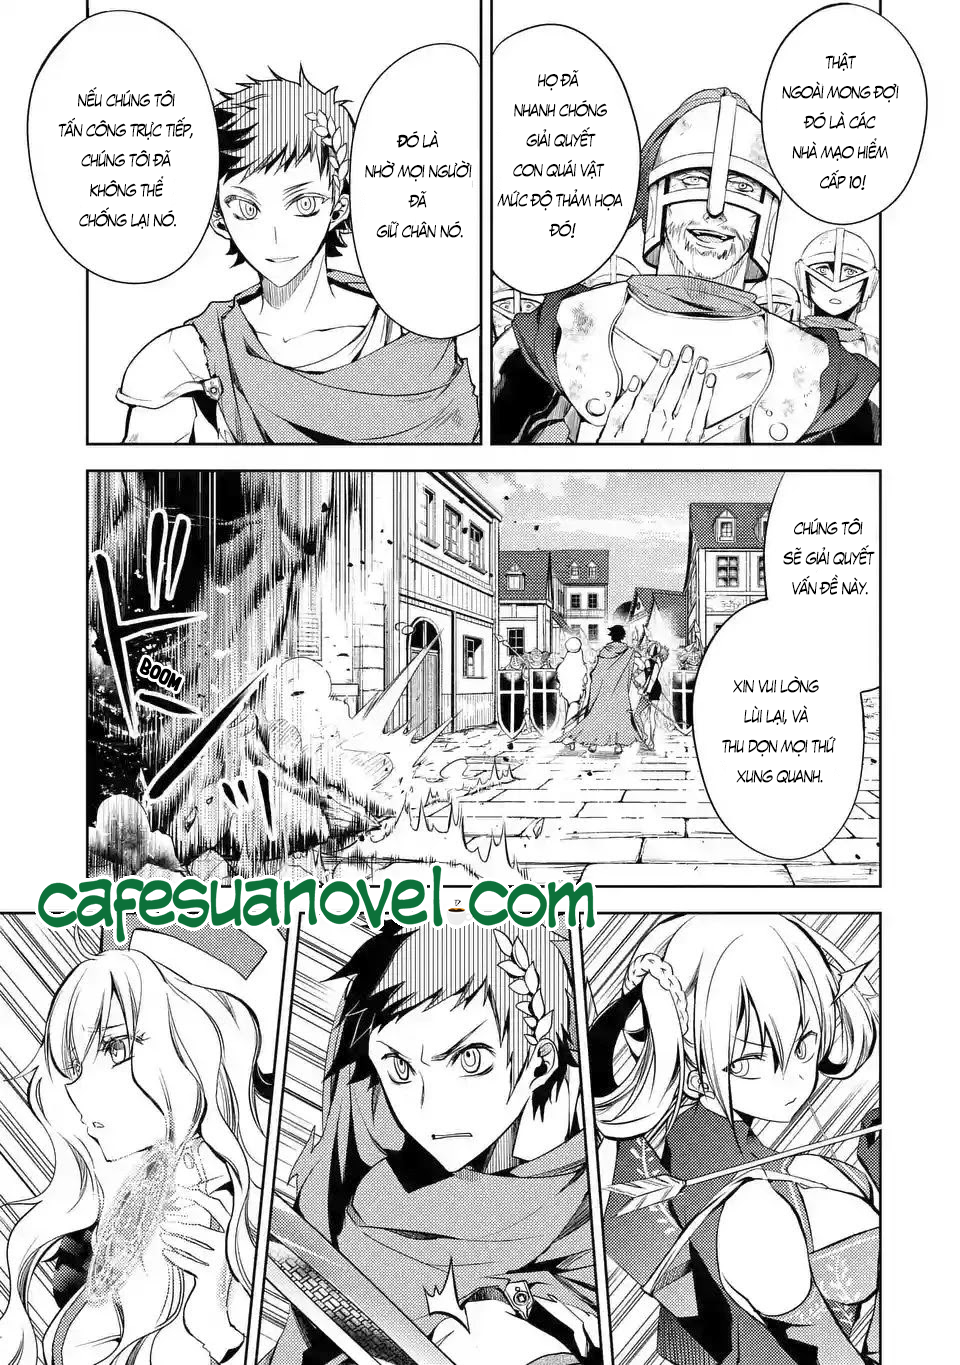 THẬT
NGOÀI MONG ĐỢI
ĐÓ LÀ CÁC
NHÀ MẠO HIỂM
CẤP 10!
HỌ ĐÃ
NHANH CHÓNG
GIẢI QUYẾT
CON QUÁI VẬT
MỨC ĐỘ THẢM HỌA
ĐÓ!
ĐÓ LÀ
NHỜ MỌI NGƯỜI
ĐÃ
GIỮ CHÂN NÓ.
NẾU CHÚNG TÔI
TẤN CÔNG TRỰC TIẾP,
CHÚNG TÔI ĐÃ
KHÔNG THỂ
CHỐNG LẠI NÓ.
CHÚNG TÔI
SẼ GIẢI QUYẾT
VẤN ĐỀ NÀY.
XIN VUI LÒNG
LÙI LẠI, VÀ
THU DỌN MỌI THỨ
XUNG QUANH.
ドドッ
BOOM
cafesuanovel.com